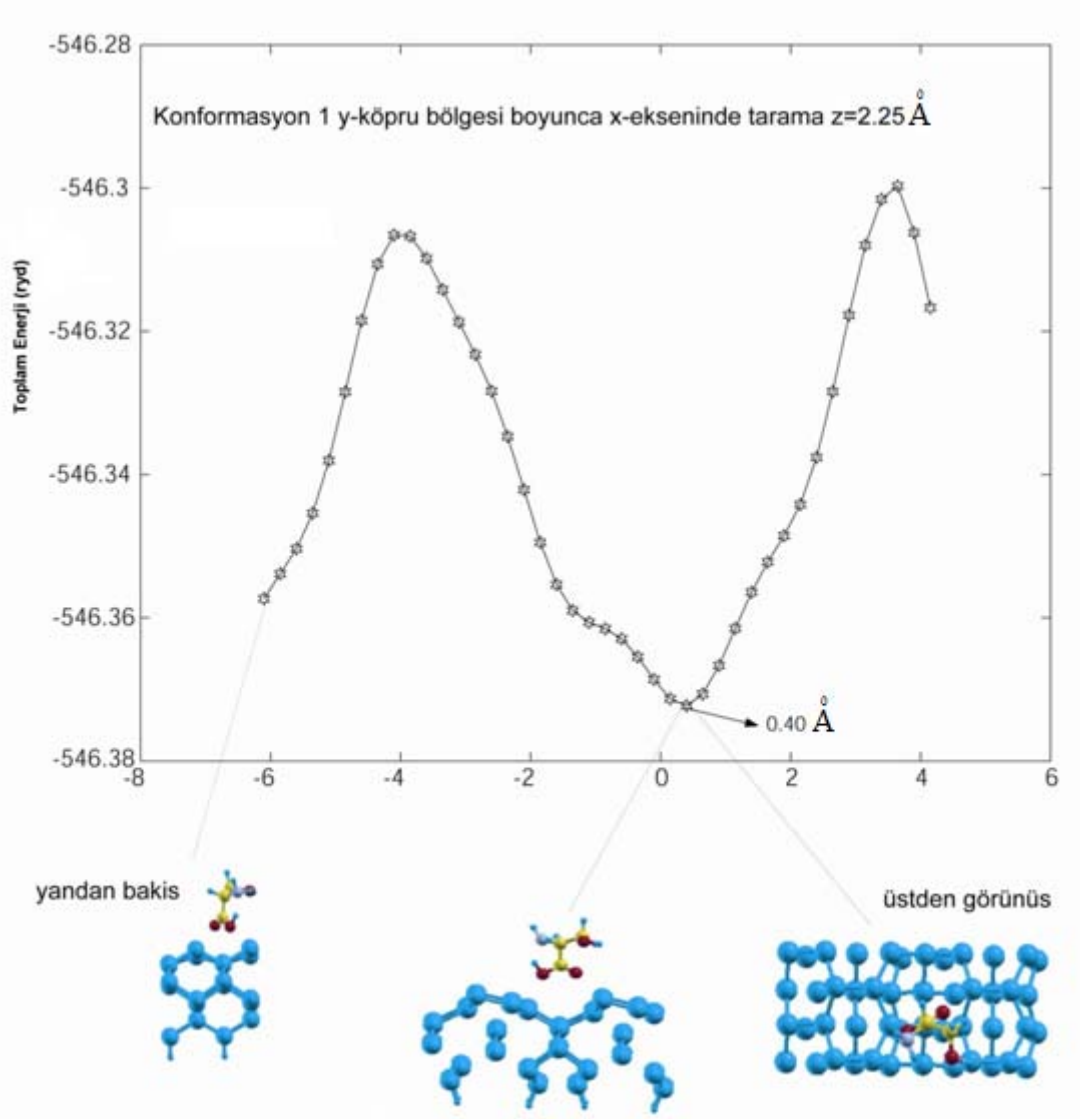 -546.28
Konformasyon 1 y-köpru bölgesi boyunca x-ekseninde tarama z=2.25 Å
-546.3
-546.32
Toplam Enerji (ryd)
-546.34
-546.36
0.40 Å
-546.38
-8 -6 -4 -2 0 2 4 6
yandan bakis
üstden görünüs